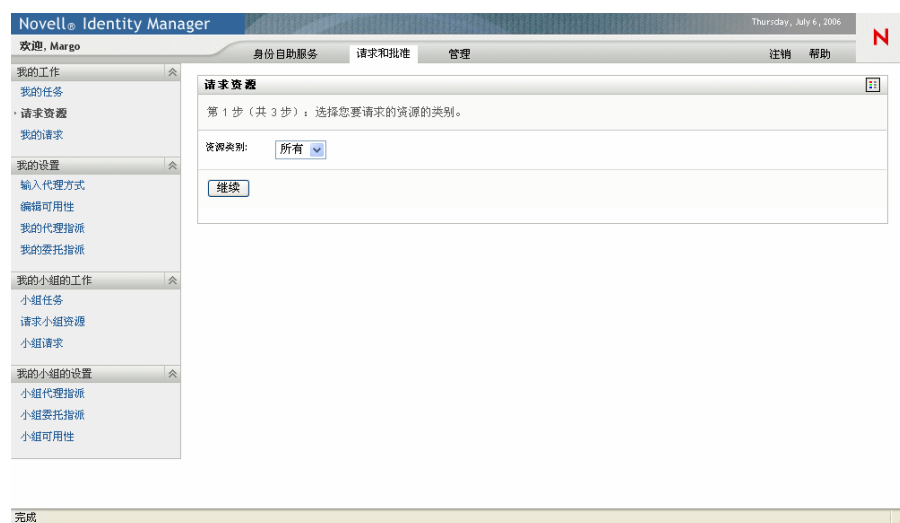 Novell® Identity Manager
Thursday, July 6, 2006
N
欢迎, Margo
身份自助服务 请求和批准 管理 注销 帮助
我的工作
我的任务
请求资源
我的请求
我的设置
输入代理方式
编辑可用性
我的代理指派
我的委托指派
我的小组的工作
小组任务
请求小组资源
小组请求
我的小组的设置
小组代理指派
小组委托指派
小组可用性
请求资源
第 1 步（共 3 步）：选择您要请求的资源的类别。
资源类别: 所有
继续
完成